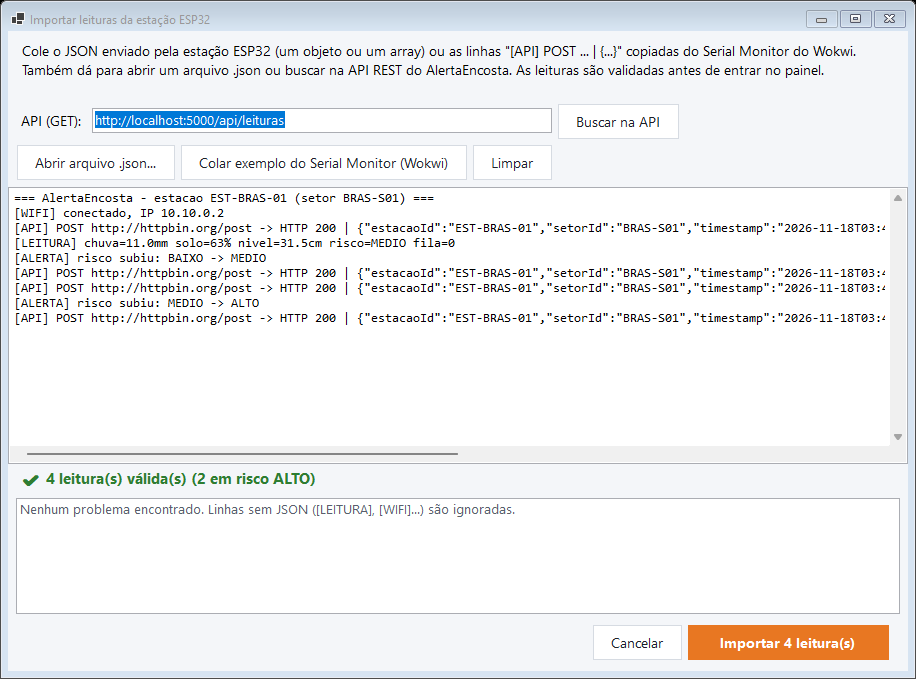 Importar leituras da estação ESP32
Cole o JSON enviado pela estação ESP32 (um objeto ou um array) ou as linhas "[API] POST ... | {...}" copiadas do Serial Monitor do Wokwi.
Também dá para abrir um arquivo .json ou buscar na API REST do AlertaEncosta. As leituras são validadas antes de entrar no painel.
API (GET): http://localhost:5000/api/leituras Buscar na API
Abrir arquivo .json... Colar exemplo do Serial Monitor (Wokwi) Limpar
=== AlertaEncosta - estacao EST-BRAS-01 (setor BRAS-S01) ===
[WIFI] conectado, IP 10.10.0.2
[API] POST http://httpbin.org/post -> HTTP 200 | {"estacaoId":"EST-BRAS-01","setorId":"BRAS-S01","timestamp":"2026-11-18T03:4
[LEITURA] chuva=11.0mm solo=63% nivel=31.5cm risco=MEDIO fila=0
[ALERTA] risco subiu: BAIXO -> MEDIO
[API] POST http://httpbin.org/post -> HTTP 200 | {"estacaoId":"EST-BRAS-01","setorId":"BRAS-S01","timestamp":"2026-11-18T03:4
[API] POST http://httpbin.org/post -> HTTP 200 | {"estacaoId":"EST-BRAS-01","setorId":"BRAS-S01","timestamp":"2026-11-18T03:4
[ALERTA] risco subiu: MEDIO -> ALTO
[API] POST http://httpbin.org/post -> HTTP 200 | {"estacaoId":"EST-BRAS-01","setorId":"BRAS-S01","timestamp":"2026-11-18T03:4
4 leitura(s) válida(s) (2 em risco ALTO)
Nenhum problema encontrado. Linhas sem JSON ([LEITURA], [WIFI]...) são ignoradas.
Cancelar Importar 4 leitura(s)